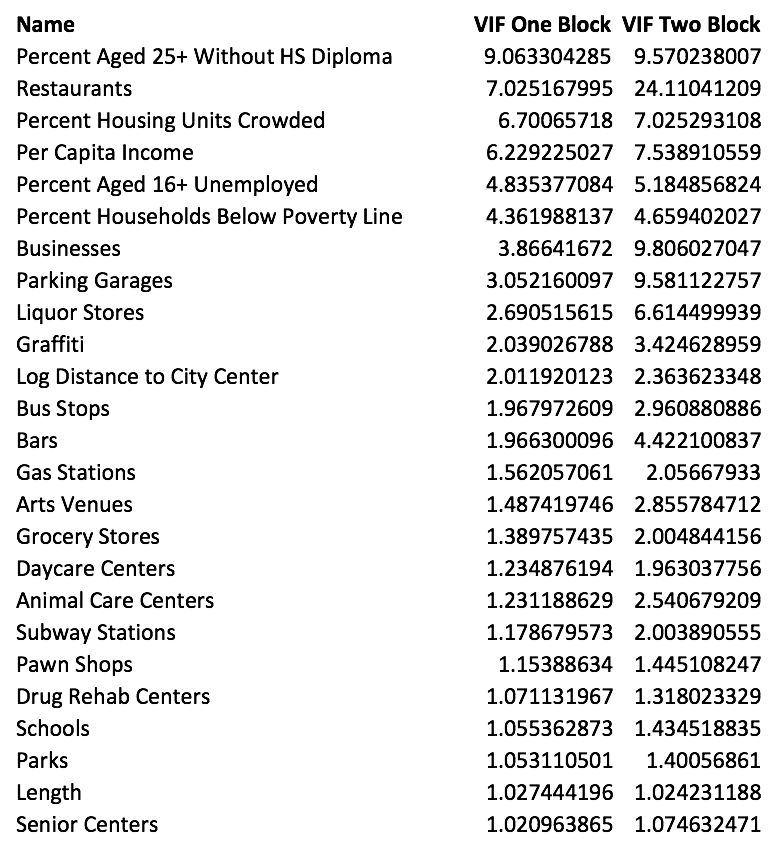 Name VIF One Block VIF Two Block
Percent Aged 25+ Without HS Diploma 9.063304285 9.570238007
Restaurants 7.025167995 24.11041209
Percent Housing Units Crowded 6.70065718 7.025293108
Per Capita Income 6.229225027 7.538910559
Percent Aged 16+ Unemployed 4.835377084 5.184856824
Percent Households Below Poverty Line 4.361988137 4.659402027
Businesses 3.86641672 9.806027047
Parking Garages 3.052160097 9.581122757
Liquor Stores 2.690515615 6.614499939
Graffiti 2.039026788 3.424628959
Log Distance to City Center 2.011920123 2.363623348
Bus Stops 1.967972609 2.960880886
Bars 1.966300096 4.422100837
Gas Stations 1.562057061 2.05667933
Arts Venues 1.487419746 2.855784712
Grocery Stores 1.389757435 2.004844156
Daycare Centers 1.234876194 1.963037756
Animal Care Centers 1.231188629 2.540679209
Subway Stations 1.178679573 2.003890555
Pawn Shops 1.15388634 1.445108247
Drug Rehab Centers 1.071131967 1.318023329
Schools 1.055362873 1.434518835
Parks 1.053110501 1.40056861
Length 1.027444196 1.024231188
Senior Centers 1.020963865 1.074632471